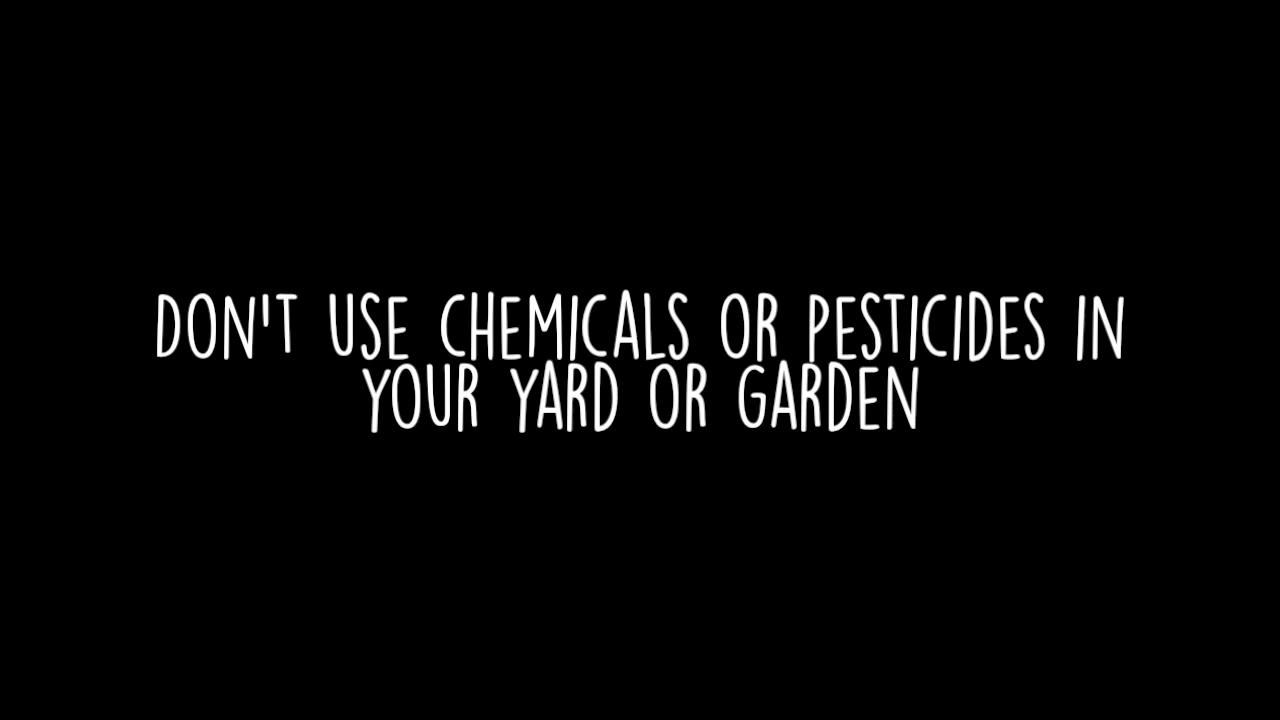 DON'T USE CHEMICALS OR PESTICIDES IN
YOUR YARD OR GARDEN